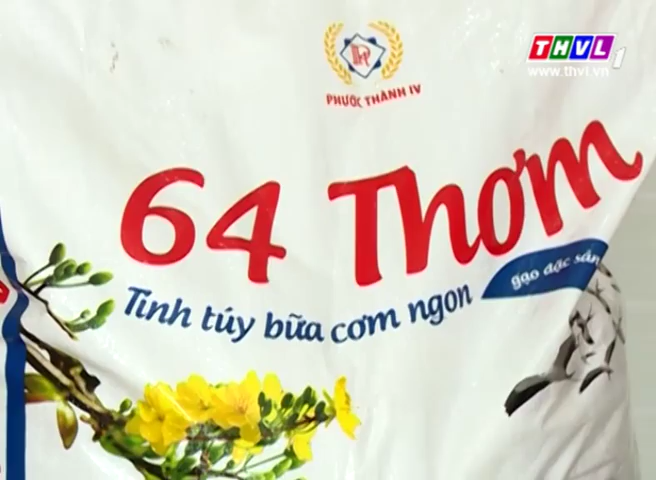 THVL1
www.thvl.vn
PHƯỚC THÀNH IV
64 Thơm
Tinh túy bữa cơm ngon
gạo đặc sản